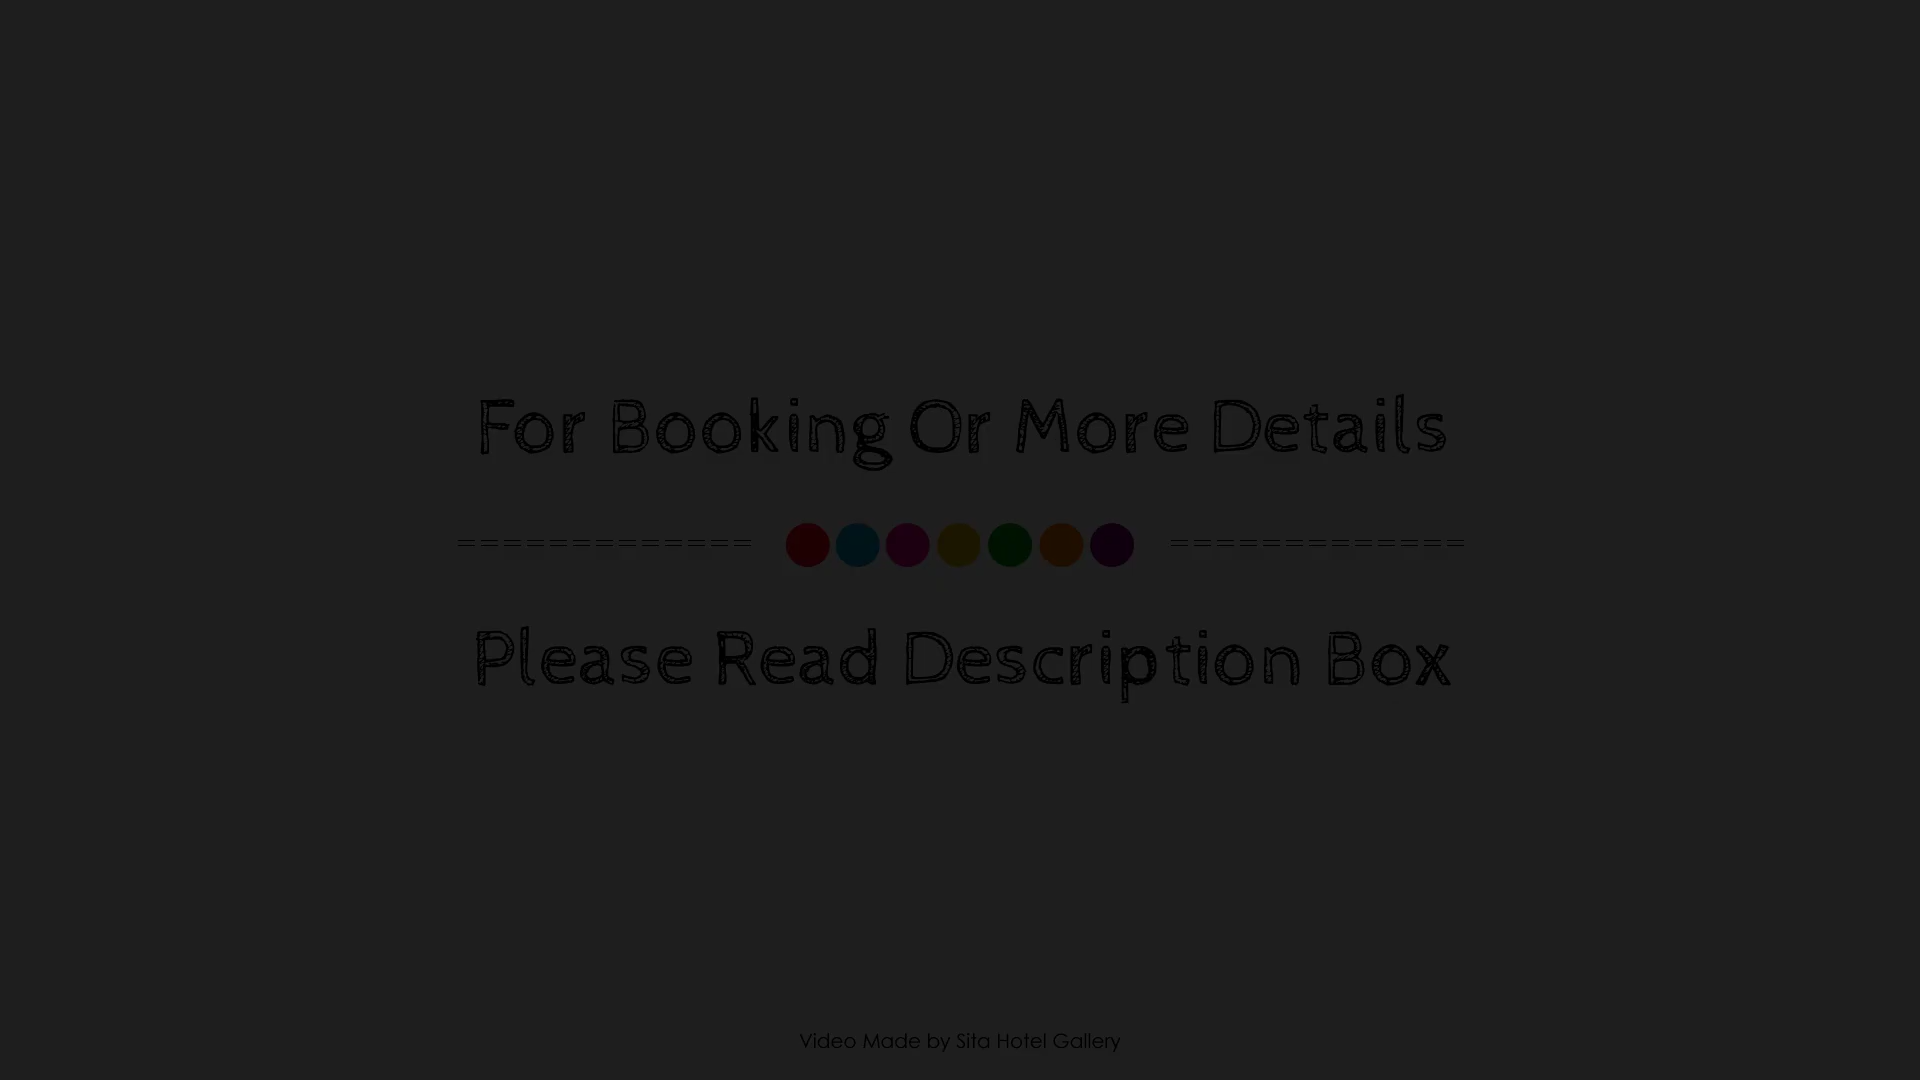 For Booking Or More Details
============= =============
Please Read Description Box
Video Made by Sita Hotel Gallery